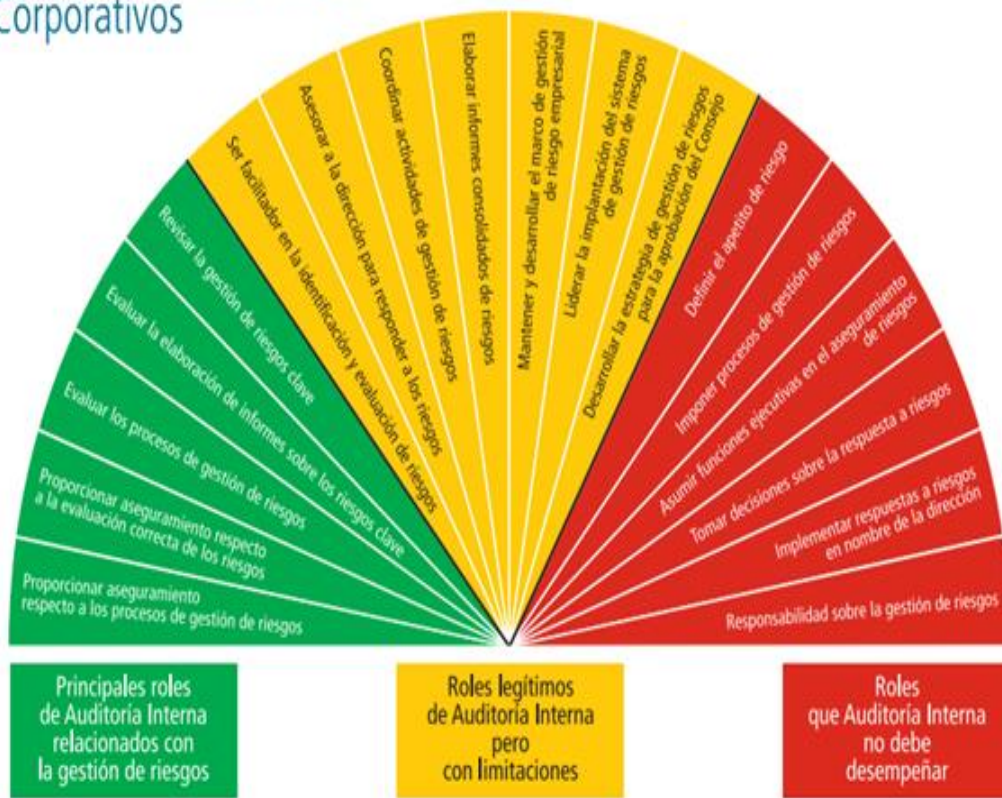 Corporativos
Proporcionar aseguramiento
respecto a los procesos de gestión de riesgos
Proporcionar aseguramiento respecto
a la evaluación correcta de los riesgos
Evaluar los procesos de gestión de riesgos
Evaluar la elaboración de informes sobre los riesgos clave
Revisar la gestión de riesgos clave
Ser facilitador en la identificación y evaluación de riesgos
Asesorar a la dirección para responder a los riesgos
Coordinar actividades de gestión de riesgos
Elaborar informes consolidados de riesgos
Mantener y desarrollar el marco de gestión
de riesgo empresarial
Liderar la implantación del sistema
de gestión de riesgos
Desarrollar la estrategia de gestión de riesgos
para la aprobación del Consejo
Definir el apetito de riesgo
Imponer procesos de gestión de riesgos
Asumir funciones ejecutivas en el aseguramiento
de riesgos
Tomar decisiones sobre la respuesta a riesgos
Implementar respuestas a riesgos
en nombre de la dirección
Responsabilidad sobre la gestión de riesgos
Principales roles
de Auditoría Interna
relacionados con
la gestión de riesgos
Roles legítimos
de Auditoría Interna
pero
con limitaciones
Roles
que Auditoría Interna
no debe
desempeñar